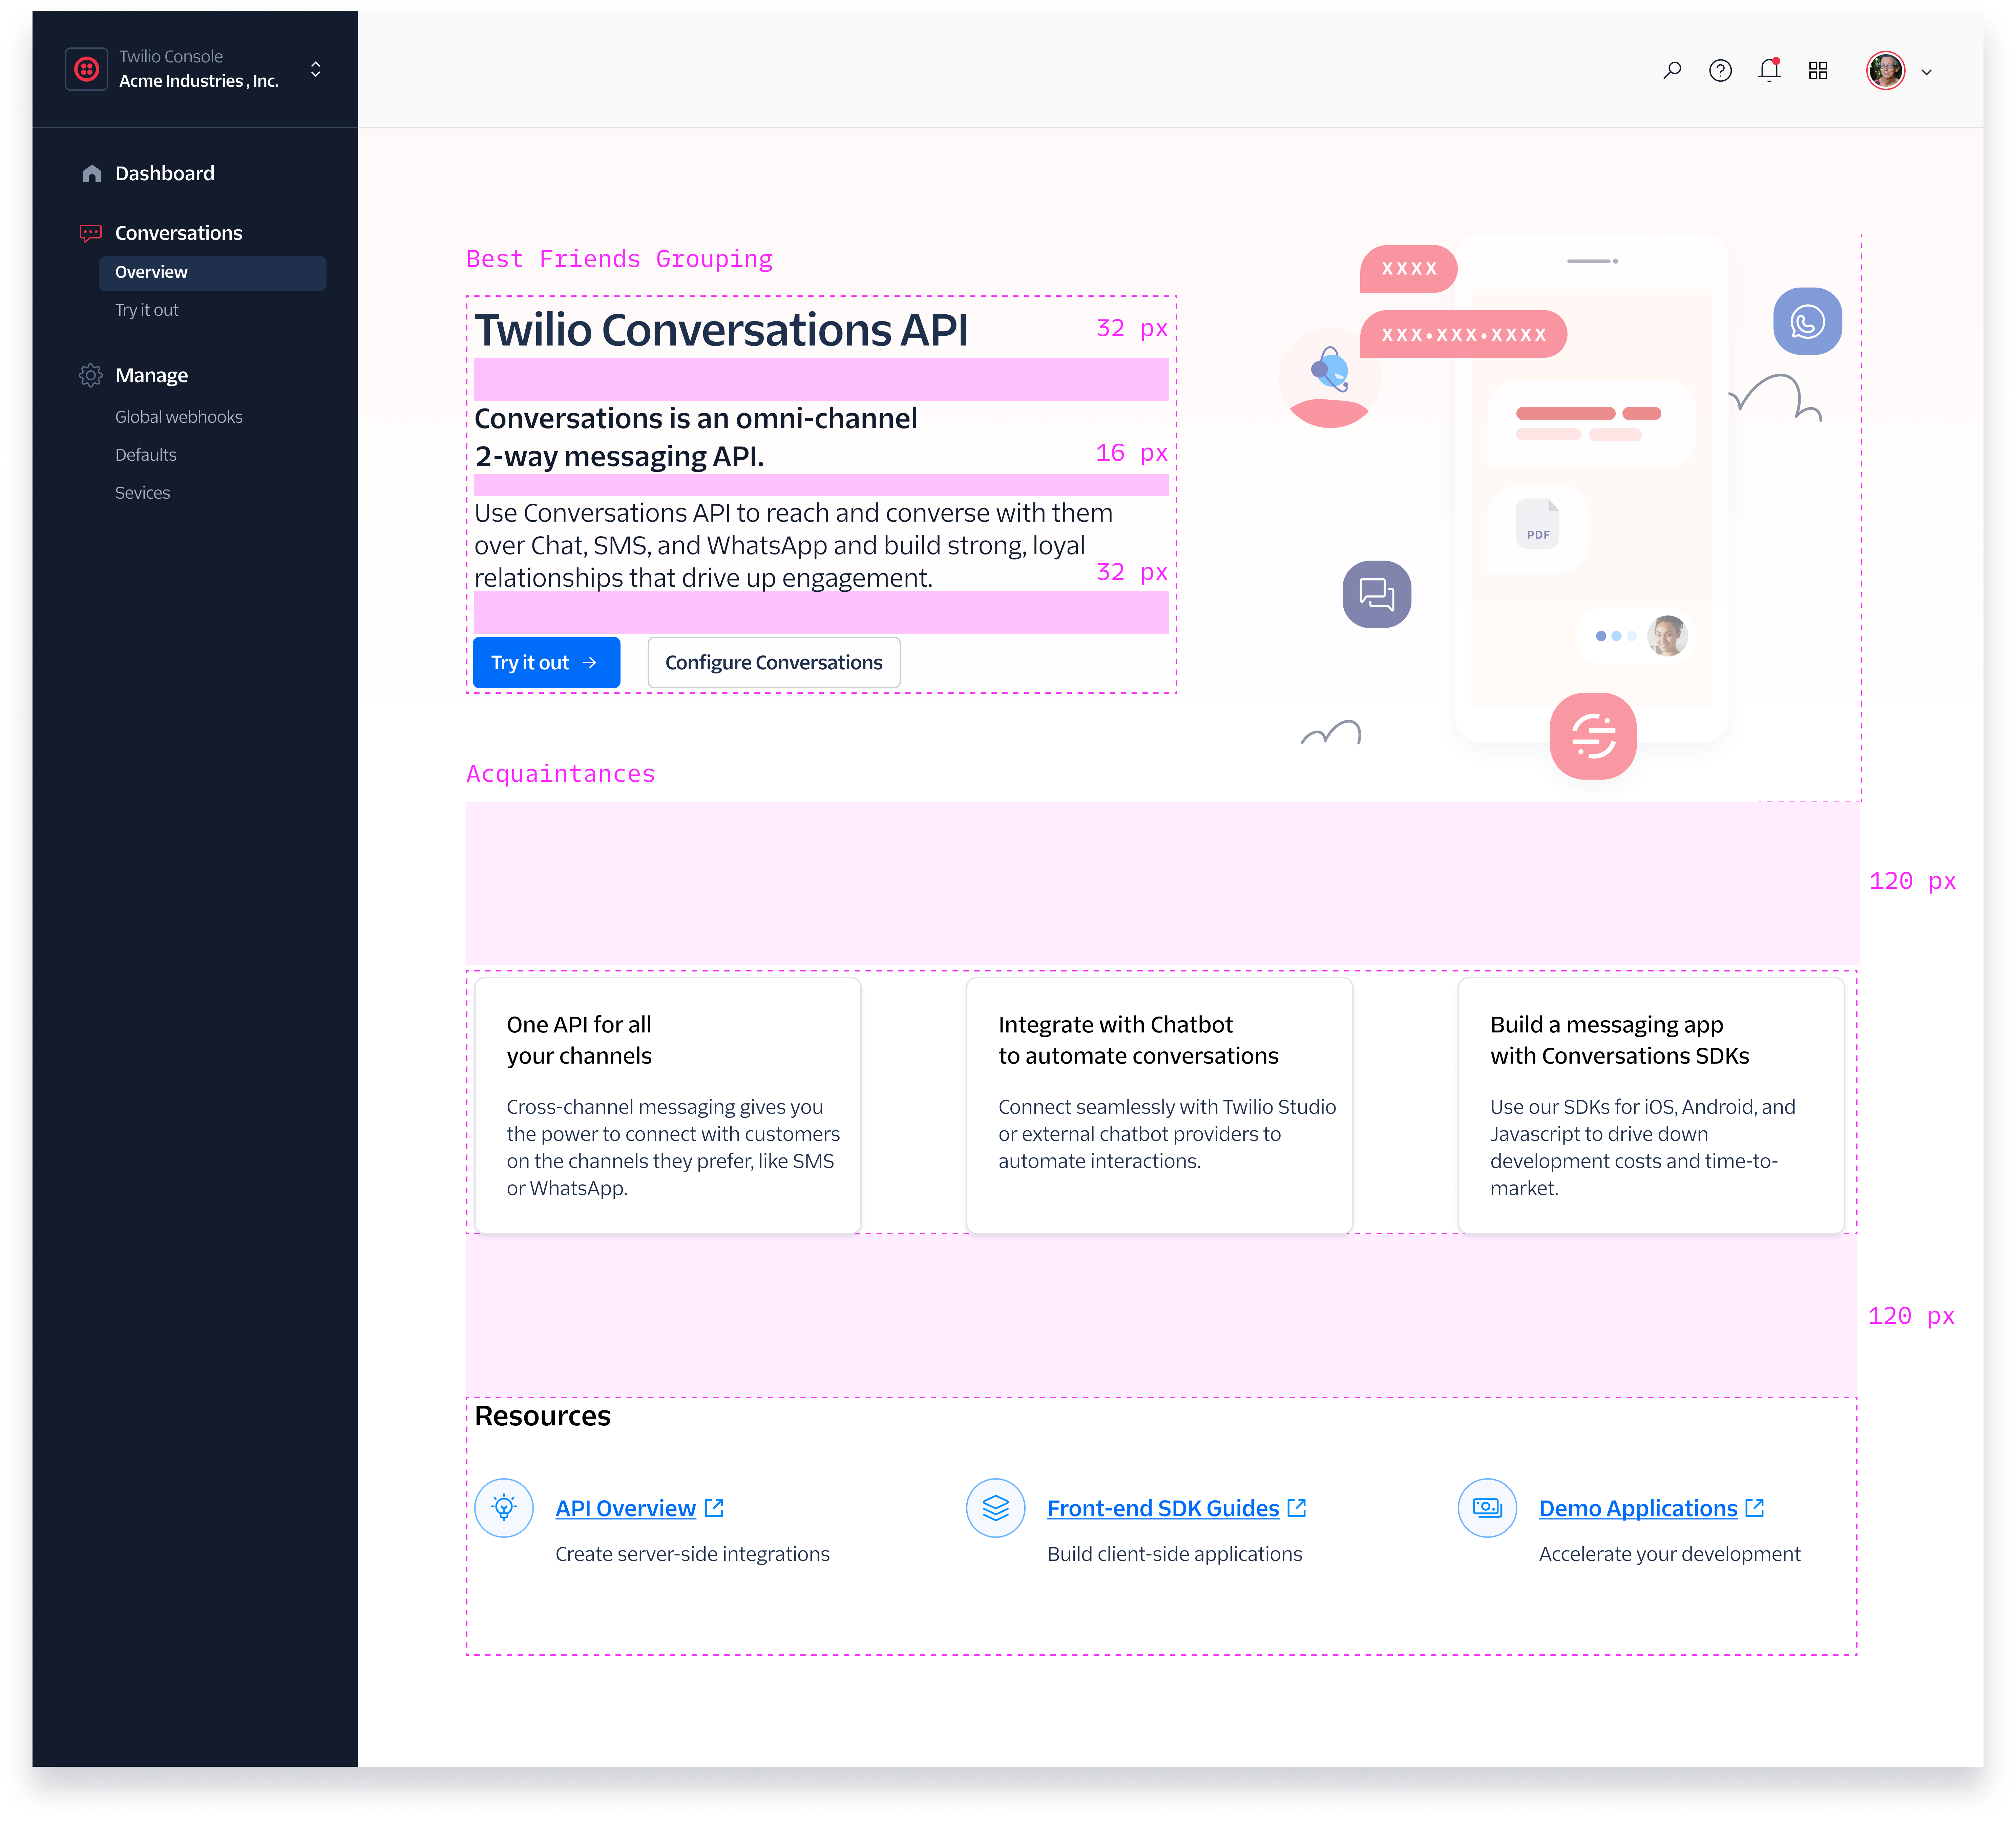 Twilio Console
Acme Industries , Inc.
Dashboard
Conversations
Overview
Try it out
Manage
Global webhooks
Defaults
Sevices
Best Friends Grouping
Twilio Conversations API
32 px
Conversations is an omni-channel
2-way messaging API.
16 px
Use Conversations API to reach and converse with them
over Chat, SMS, and WhatsApp and build strong, loyal
relationships that drive up engagement.
32 px
Try it out
Configure Conversations
XXXX
XXX•XXX•XXXX
PDF
Acquaintances
120 px
One API for all
your channels
Cross-channel messaging gives you
the power to connect with customers
on the channels they prefer, like SMS
or WhatsApp.
Integrate with Chatbot
to automate conversations
Connect seamlessly with Twilio Studio
or external chatbot providers to
automate interactions.
Build a messaging app
with Conversations SDKs
Use our SDKs for iOS, Android, and
Javascript to drive down
development costs and time-to-
market.
120 px
Resources
API Overview
Create server-side integrations
Front-end SDK Guides
Build client-side applications
Demo Applications
Accelerate your development